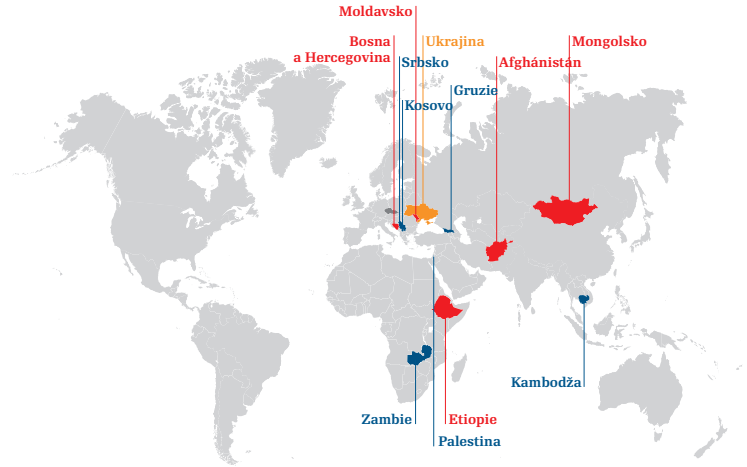 Moldavsko
Bosna
a Hercegovina
Ukrajina
Mongolsko
Srbsko
Afghánistán
Gruzie
Kosovo
Kambodža
Zambie
Etiopie
Palestina